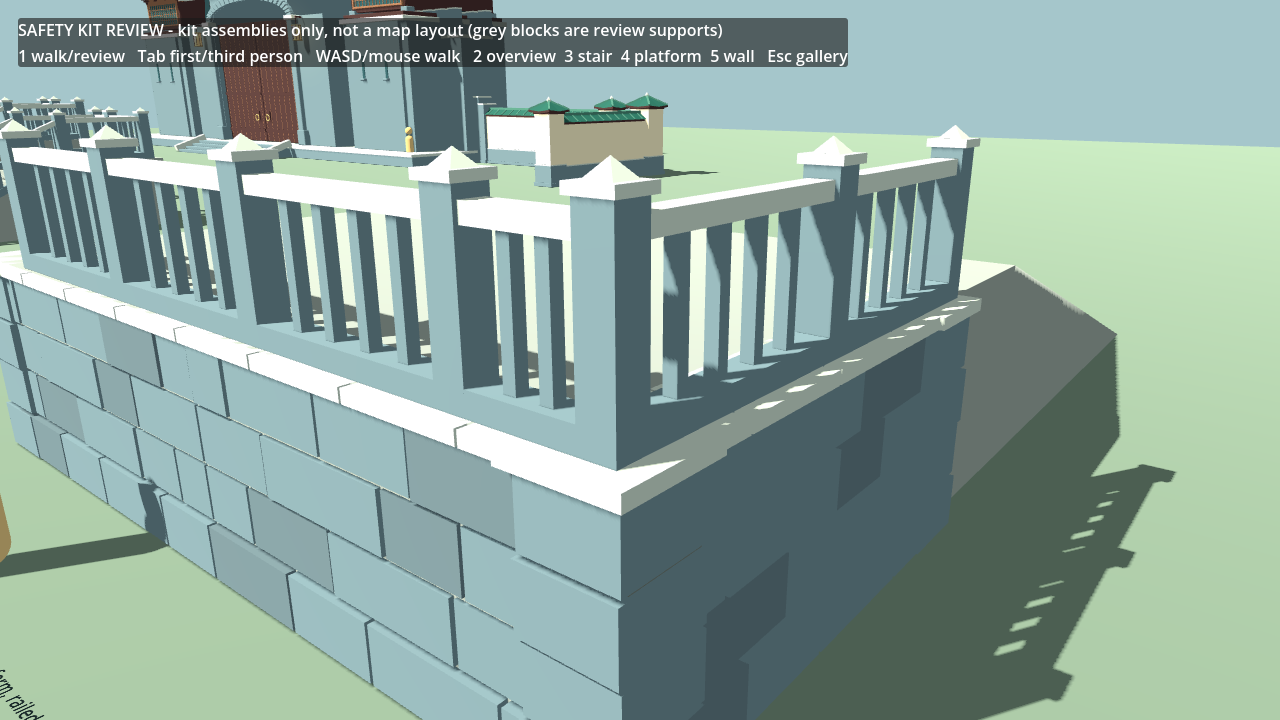 SAFETY KIT REVIEW - kit assemblies only, not a map layout (grey blocks are review supports)
1 walk/review   Tab first/third person   WASD/mouse walk   2 overview   3 stair   4 platform   5 wall   Esc gallery
railed